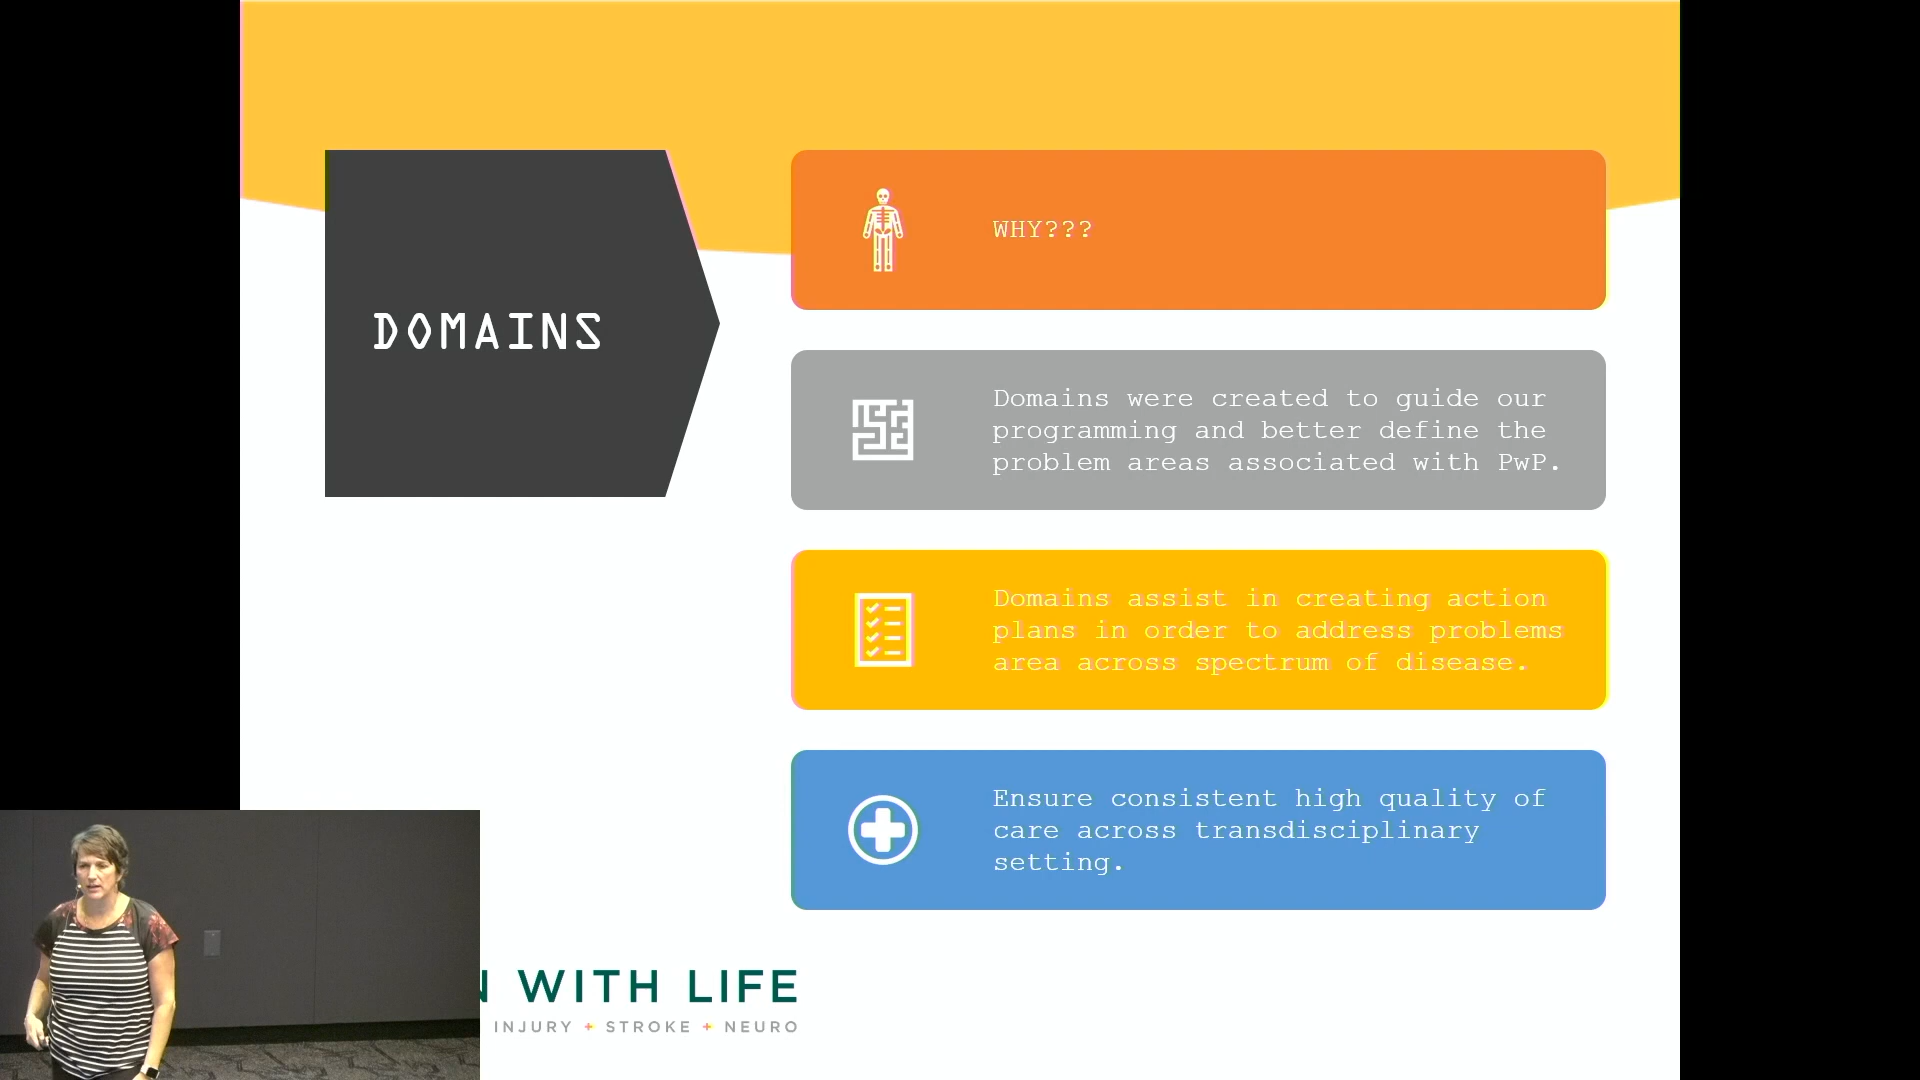 DOMAINS
WHY???
Domains were created to guide our
programming and better define the
problem areas associated with PwP.
Domains assist in creating action
plans in order to address problems
area across spectrum of disease.
Ensure consistent high quality of
care across transdisciplinary
setting.
WITH LIFE
INJURY + STROKE + NEURO